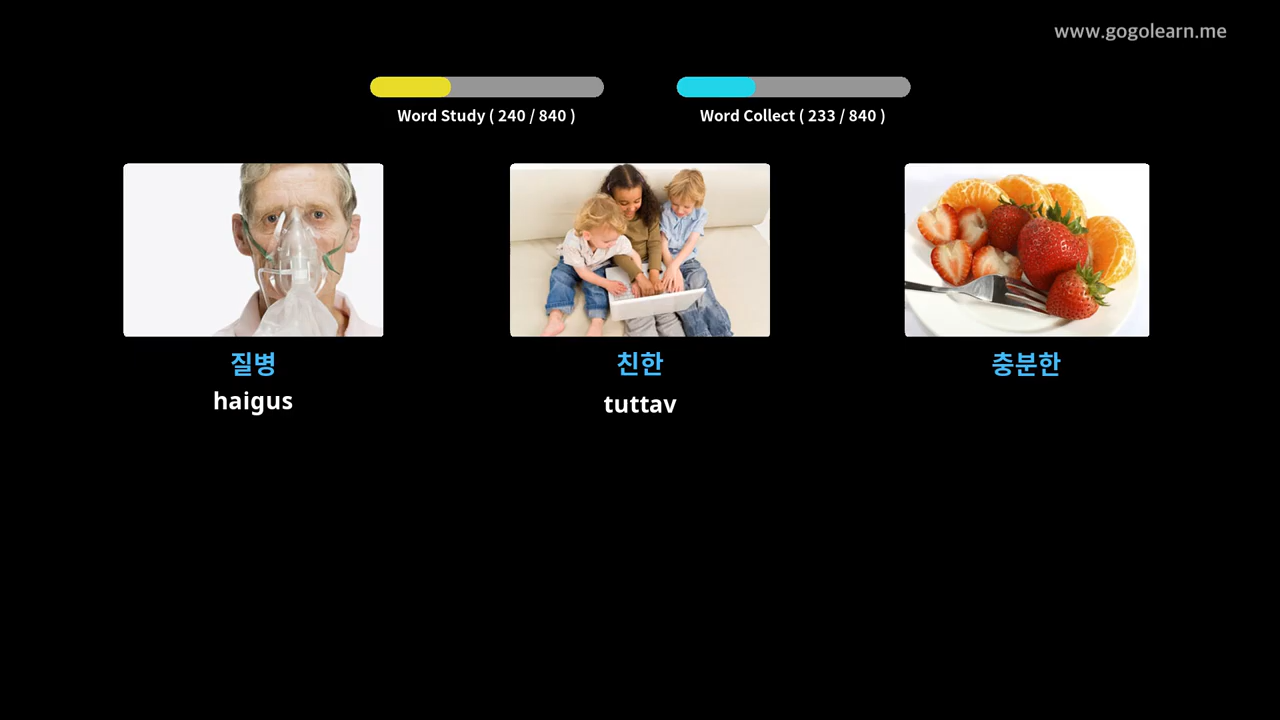 www.gogolearn.me
Word Study ( 240 / 840 )
Word Collect ( 233 / 840 )
질병
haigus
친한
tuttav
충분한